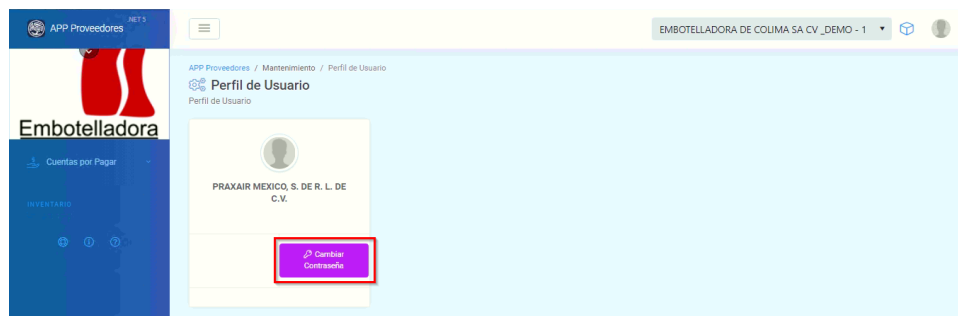 APP Proveedores .NET 5
EMBOTELLADORA DE COLIMA SA CV _DEMO - 1
Embotelladora
Cuentas por Pagar
INVENTARIO
APP Proveedores / Mantenimiento / Perfil de Usuario
Perfil de Usuario
Perfil de Usuario
PRAXAIR MEXICO, S. DE R. L. DE
C.V.
Cambiar
Contraseña